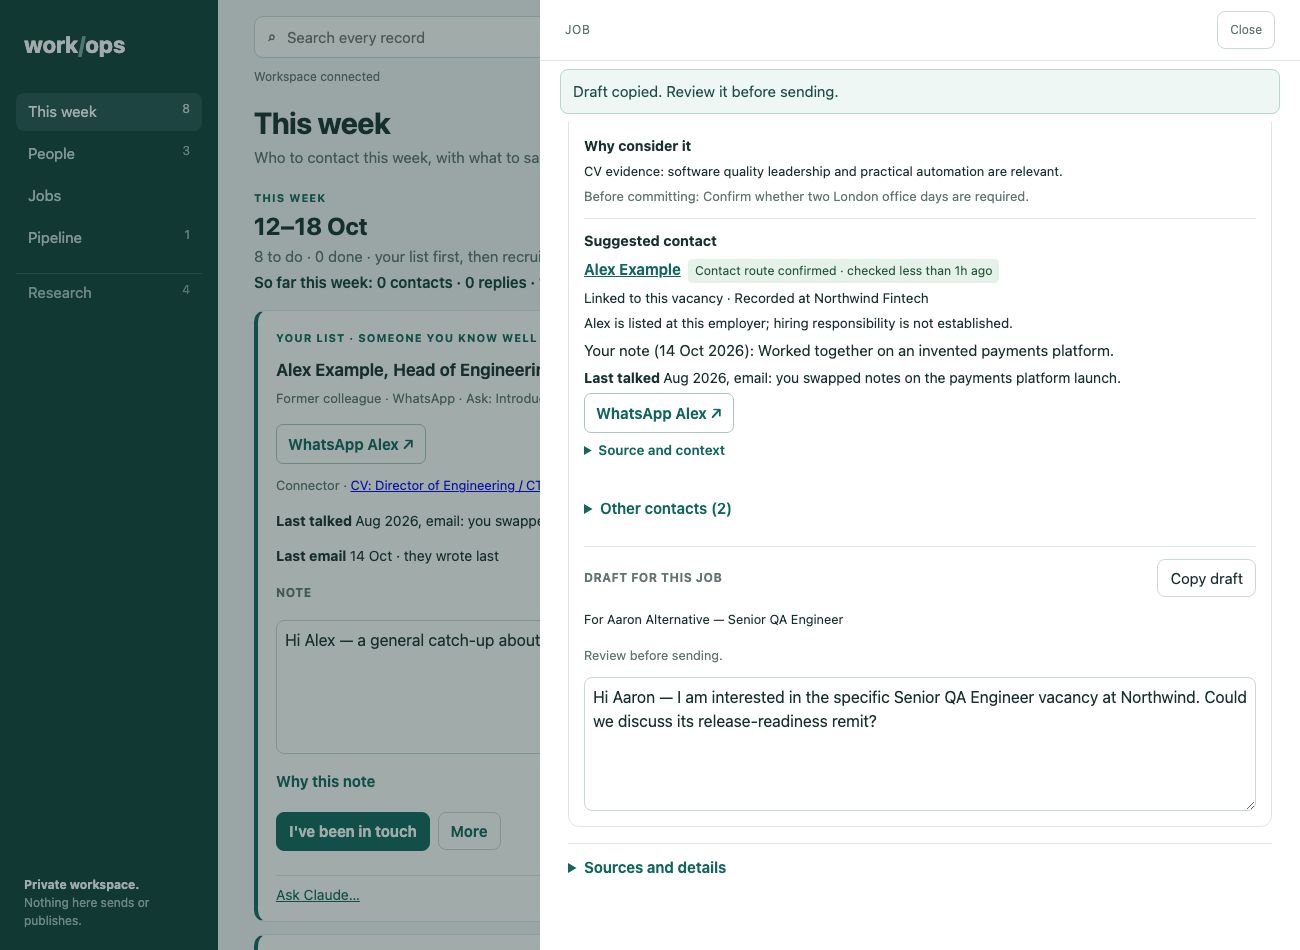 work/ops
This week 8
People 3
Jobs
Pipeline 1
Research 4
Private workspace.
Nothing here sends or
publishes.
Search every record
Workspace connected
This week
Who to contact this week, with what to sa
THIS WEEK
12–18 Oct
8 to do · 0 done · your list first, then recrui
So far this week: 0 contacts · 0 replies ·
YOUR LIST · SOMEONE YOU KNOW WELL
Alex Example, Head of Engineerin
Former colleague · WhatsApp · Ask: Introdu
WhatsApp Alex ↗
Connector · CV: Director of Engineering / CT
Last talked Aug 2026, email: you swappe
Last email 14 Oct · they wrote last
NOTE
Hi Alex — a general catch-up about
Why this note
I've been in touch
More
Ask Claude...
JOB
Close
Draft copied. Review it before sending.
Why consider it
CV evidence: software quality leadership and practical automation are relevant.
Before committing: Confirm whether two London office days are required.
Suggested contact
Alex Example Contact route confirmed · checked less than 1h ago
Linked to this vacancy · Recorded at Northwind Fintech
Alex is listed at this employer; hiring responsibility is not established.
Your note (14 Oct 2026): Worked together on an invented payments platform.
Last talked Aug 2026, email: you swapped notes on the payments platform launch.
WhatsApp Alex ↗
Source and context
Other contacts (2)
DRAFT FOR THIS JOB
Copy draft
For Aaron Alternative — Senior QA Engineer
Review before sending.
Hi Aaron — I am interested in the specific Senior QA Engineer vacancy at Northwind. Could
we discuss its release-readiness remit?
Sources and details